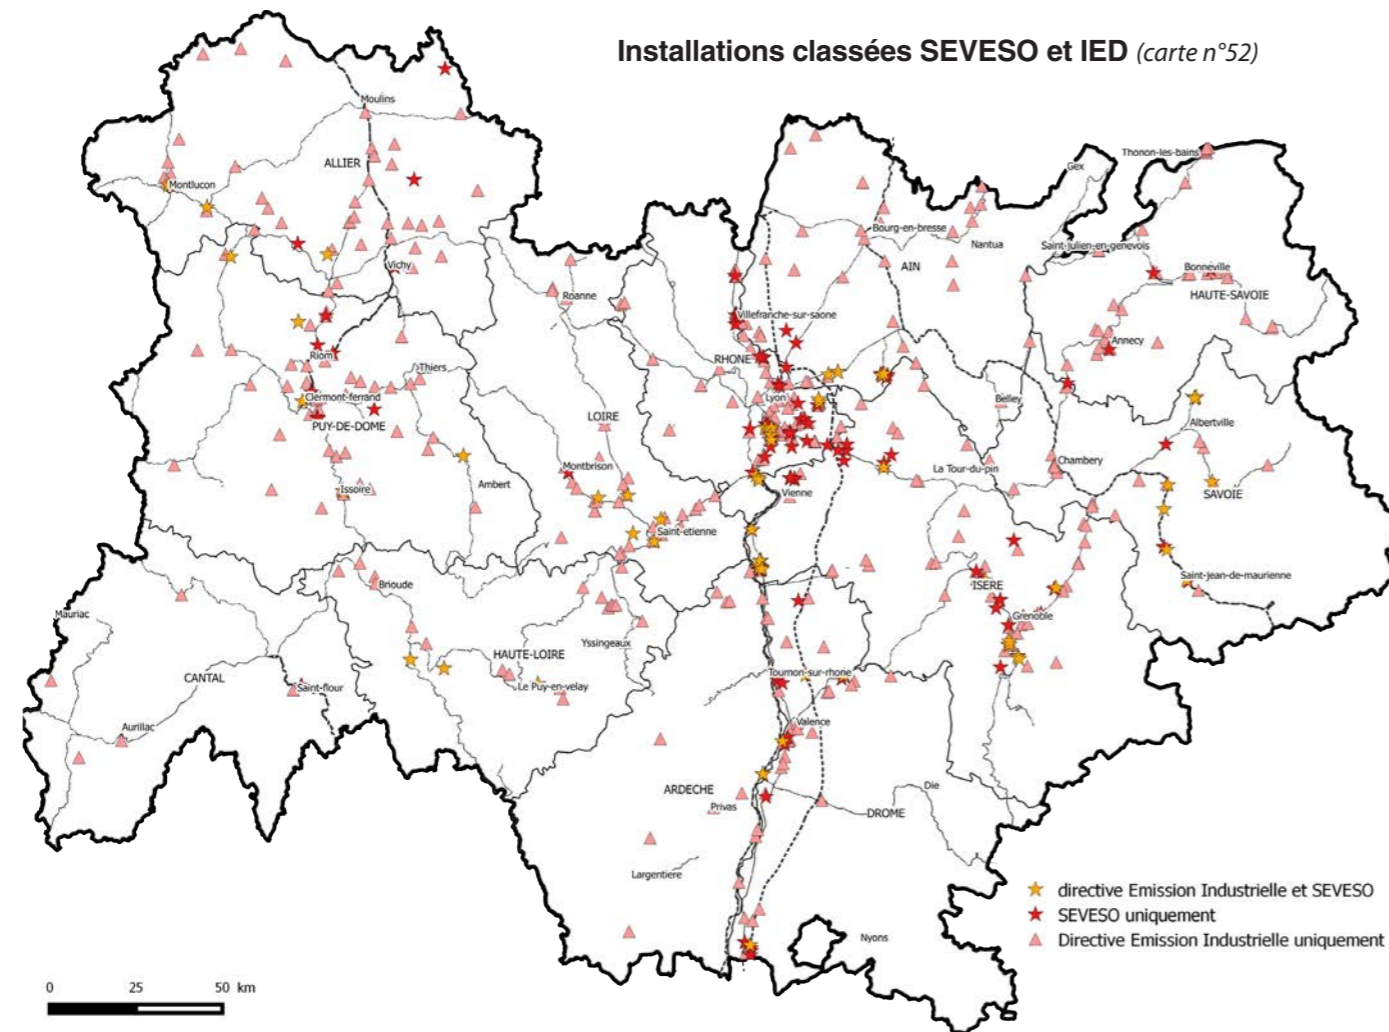 Installations classées SEVESO et IED (carte n°52)
Moulins
Thonon-les-bains
ALLIER
Gex
Montlucon
Bourg-en-bresse
Nantua
Saint-julien-en-genevois
AIN
Vichy
Bonneville
Roanne
HAUTE-SAVOIE
Villefranche-sur-saone
Annecy
Riom
RHONE
Thiers
Clermont-ferrand
Lyon
Belley
LOIRE
PUY-DE-DOME
Albertville
Montbrison
Chambery
La Tour-du-pin
Ambert
Issoire
Vienne
SAVOIE
Saint-etienne
Saint-jean-de-maurienne
Brioude
ISERE
Mauriac
Grenoble
Yssingeaux
HAUTE-LOIRE
CANTAL
Tournon-sur-rhone
Saint-flour
Le Puy-en-velay
Aurillac
Valence
ARDECHE
Die
Privas
DROME
Largentiere
directive Emission Industrielle et SEVESO
SEVESO uniquement
Nyons
Directive Emission Industrielle uniquement
0 25 50 km